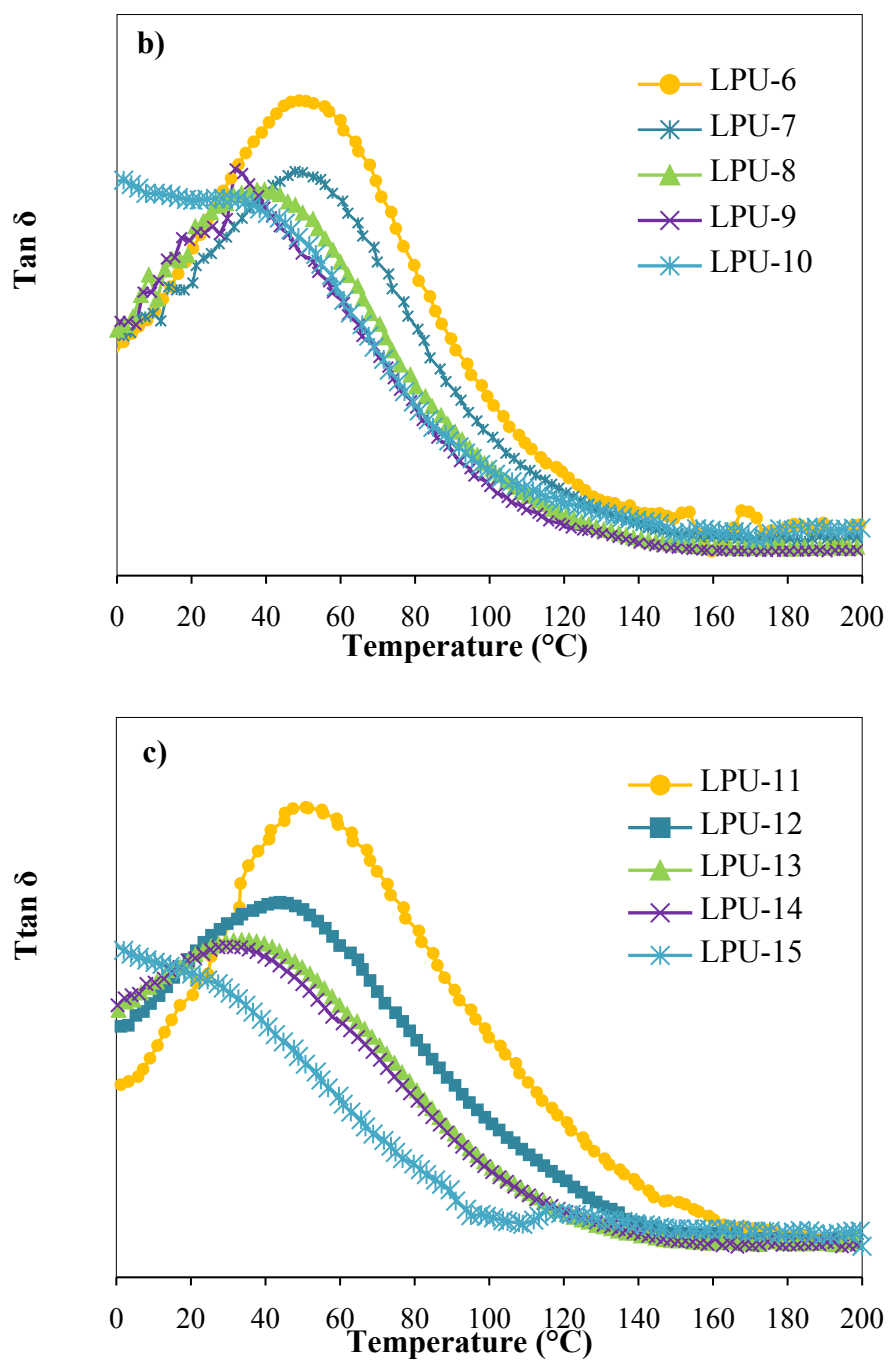 b)
LPU-6
LPU-7
LPU-8
LPU-9
LPU-10
Tan δ
0 20 40 60 80 100 120 140 160 180 200
Temperature (°C)
c)
LPU-11
LPU-12
LPU-13
LPU-14
LPU-15
Ttan δ
0 20 40 60 80 100 120 140 160 180 200
Temperature (°C)